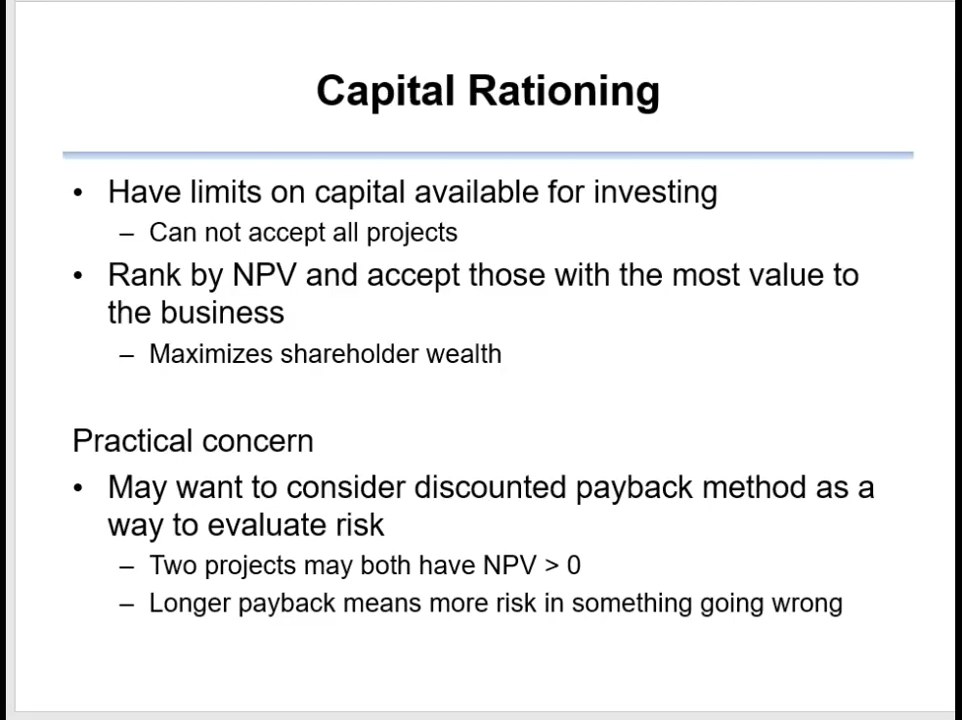 Capital Rationing
• Have limits on capital available for investing
– Can not accept all projects
• Rank by NPV and accept those with the most value to
the business
– Maximizes shareholder wealth
Practical concern
• May want to consider discounted payback method as a
way to evaluate risk
– Two projects may both have NPV > 0
– Longer payback means more risk in something going wrong